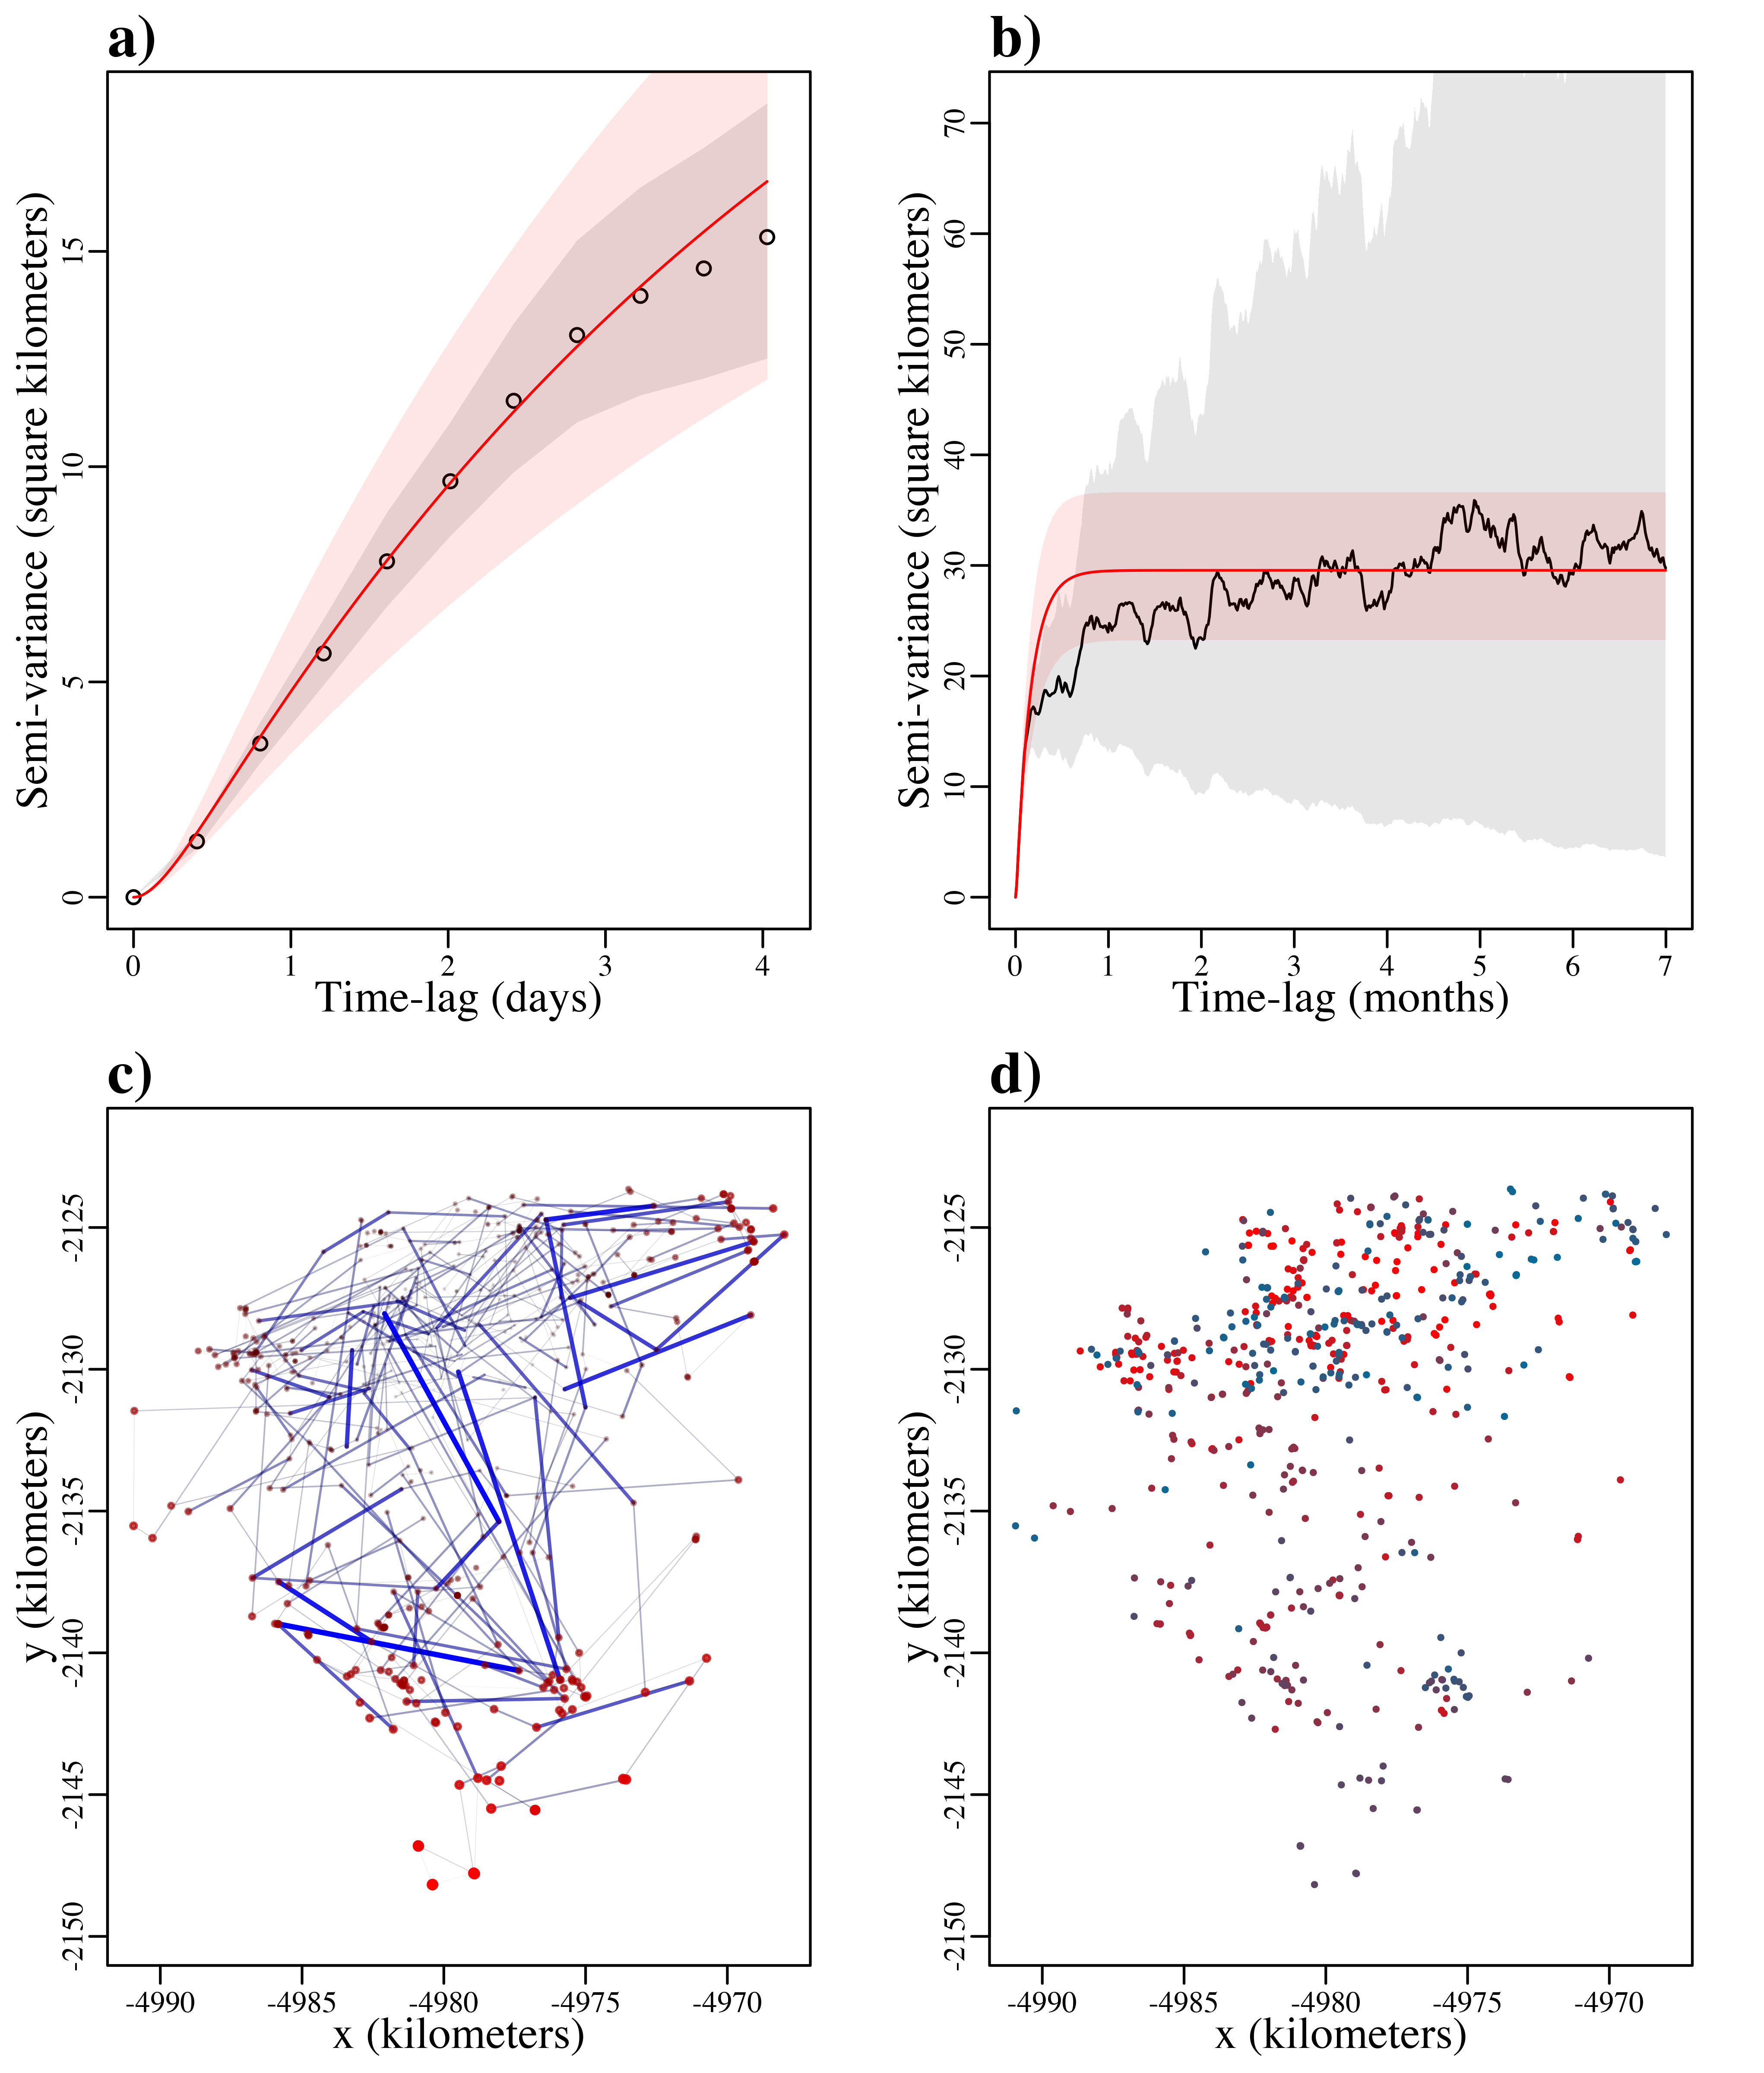 a)
Semi-variance (square kilometers)
0 5 10 15
0 1 2 3 4
Time-lag (days)
b)
Semi-variance (square kilometers)
0 10 20 30 40 50 60 70
0 1 2 3 4 5 6 7
Time-lag (months)
c)
y (kilometers)
-2150 -2145 -2140 -2135 -2130 -2125
-4990 -4985 -4980 -4975 -4970
x (kilometers)
d)
y (kilometers)
-2150 -2145 -2140 -2135 -2130 -2125
-4990 -4985 -4980 -4975 -4970
x (kilometers)